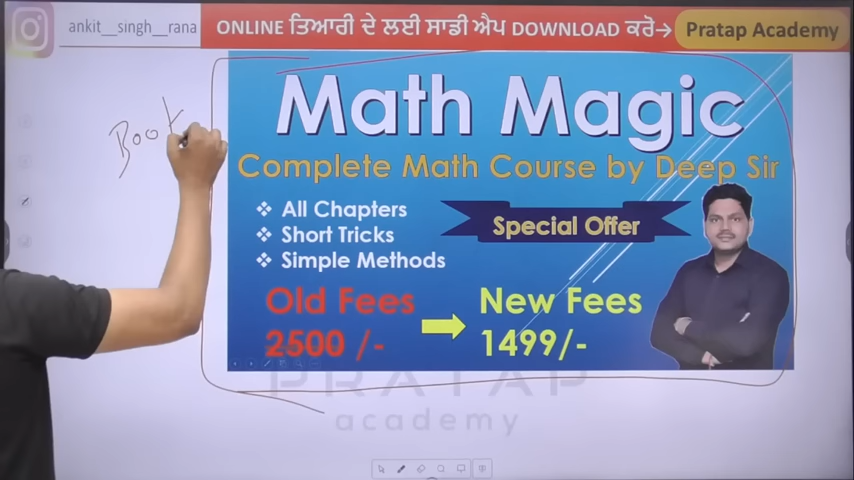 ankit__singh_rana
ONLINE ਤਿਆਰੀ ਦੇ ਲਈ ਸਾਡੀ ਐਪ DOWNLOAD ਕਰੋ→
Pratap Academy
Book
Math Magic
Complete Math Course by Deep Sir
❖ All Chapters
❖ Short Tricks
❖ Simple Methods
Special Offer
Old Fees
2500 /-
New Fees
1499/-
PRATAP
academy